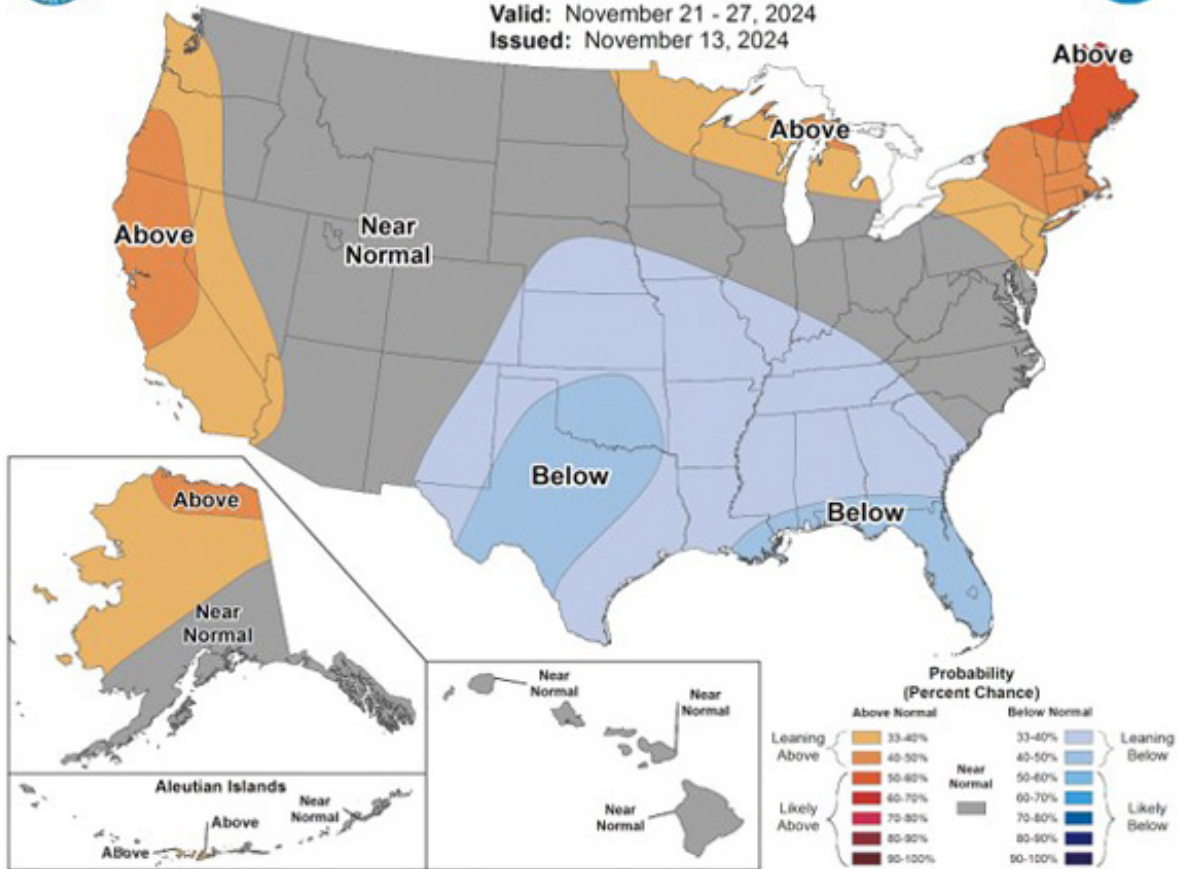 Valid: November 21 - 27, 2024
Issued: November 13, 2024
Above
Above
Above
Near
Normal
Below
Below
Above
Near
Normal
Aleutian Islands
Near
Normal
Above
Above
Near
Normal
Near
Normal
Near
Normal
Probability
(Percent Chance)
Above Normal
Below Normal
Leaning
Above
33-40%
40-50%
Likely
Above
50-60%
60-70%
70-80%
80-90%
90-100%
Near
Normal
33-40%
40-50%
Leaning
Below
50-60%
60-70%
70-80%
80-90%
90-100%
Likely
Below